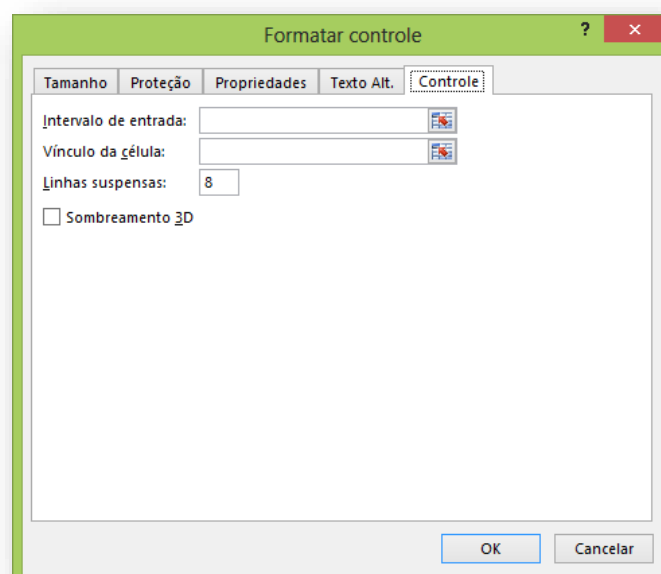 Formatar controle ? ×
Tamanho Proteção Propriedades Texto Alt. Controle
Intervalo de entrada:
Vínculo da célula:
Linhas suspensas: 8
Sombreamento 3D
OK Cancelar